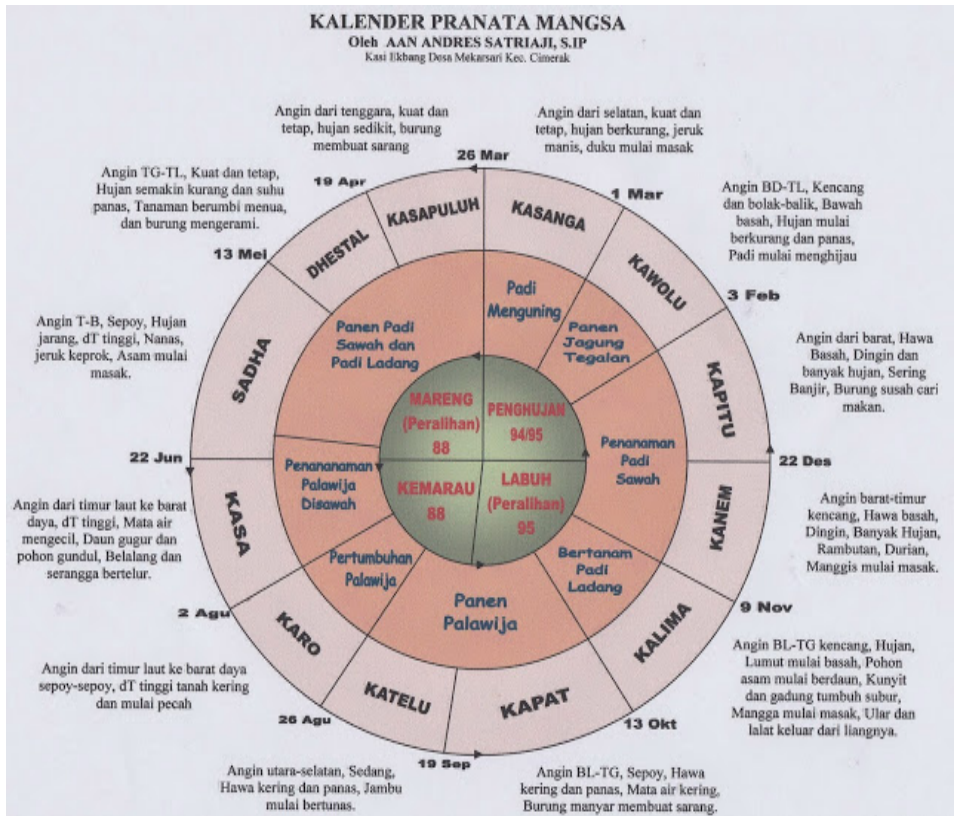 KALENDER PRANATA MANGSA
Oleh AAN ANDRES SATRIAJI, S.IP
Kasi Ekbang Desa Mekarsari Kec. Cimerak
Angin dari tenggara, kuat dan
tetap, hujan sedikit, burung
membuat sarang
26 Mar
Angin dari selatan, kuat dan
tetap, hujan berkurang, jeruk
manis, duku mulai masak
Angin TG-TL, Kuat dan tetap,
Hujan semakin kurang dan suhu
panas, Tanaman berumbi menua,
dan burung mengerami.
19 Apr
1 Mar
Angin BD-TL, Kencang
dan bolak-balik, Bawah
basah, Hujan mulai
berkurang dan panas,
Padi mulai menghijau
KASAPULUH
KASANGA
DHESTAL
KAWOLU
13 Mei
3 Feb
Padi
Menguning
Panen
Jagung
Tegalan
Panen Padi
Sawah dan
Padi Ladang
Angin T-B, Sepoy, Hujan
jarang, dT tinggi, Nanas,
jeruk keprok, Asam mulai
masak.
SADHA
KAPITU
Angin dari barat, Hawa
Basah, Dingin dan
banyak hujan, Sering
Banjir, Burung susah cari
makan.
MARENG
(Peralihan)
88
PENGHUJAN
94/95
22 Jun
22 Des
Penananaman
Palawija
Disawah
KEMARAU
88
LABUH
(Peralihan)
95
Penanaman
Padi
Sawah
Angin dari timur laut ke barat
daya, dT tinggi, Mata air
mengecil, Daun gugur dan
pohon gundul, Belalang dan
serangga bertelur.
KASA
KANEM
Angin barat-timur
kencang, Hawa basah,
Dingin, Banyak Hujan,
Rambutan, Durian,
Manggis mulai masak.
Pertumbuhan
Palawija
Panen
Palawija
Bertanam
Padi
Ladang
2 Agu
9 Nov
KARO
KALIMA
Angin dari timur laut ke barat daya
sepoy-sepoy, dT tinggi tanah kering
dan mulai pecah
KATELU
KAPAT
Angin BL-TG kencang, Hujan,
Lumut mulai basah, Pohon
asam mulai berdaun, Kunyit
dan gadung tumbuh subur,
Mangga mulai masak, Ular dan
lalat keluar dari liangnya.
26 Agu
13 Okt
19 Sep
Angin utara-selatan, Sedang,
Hawa kering dan panas, Jambu
mulai bertunas.
Angin BL-TG, Sepoy, Hawa
kering dan panas, Mata air kering,
Burung manyar membuat sarang.